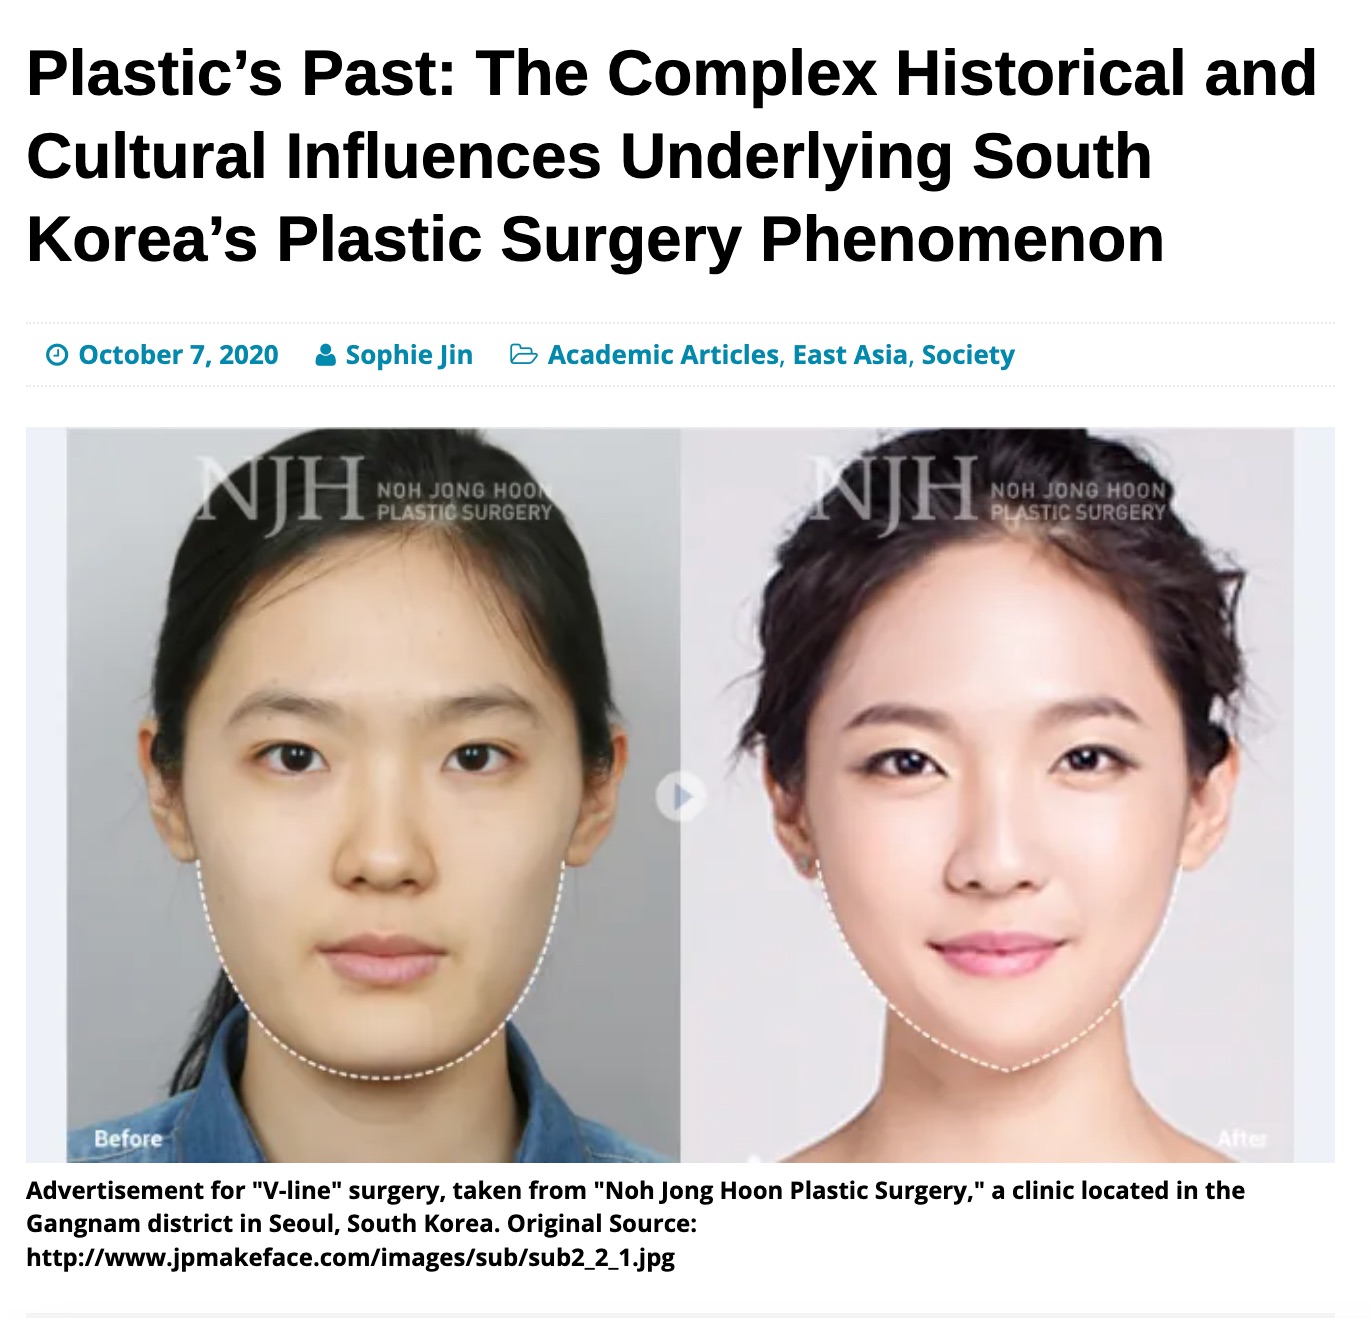 Plastic’s Past: The Complex Historical and
Cultural Influences Underlying South
Korea’s Plastic Surgery Phenomenon
October 7, 2020 Sophie Jin Academic Articles, East Asia, Society
NJH NOH JONG HOON PLASTIC SURGERY
NJH NOH JONG HOON PLASTIC SURGERY
Before
After
Advertisement for "V-line" surgery, taken from "Noh Jong Hoon Plastic Surgery," a clinic located in the
Gangnam district in Seoul, South Korea. Original Source:
http://www.jpmakeface.com/images/sub/sub2_2_1.jpg